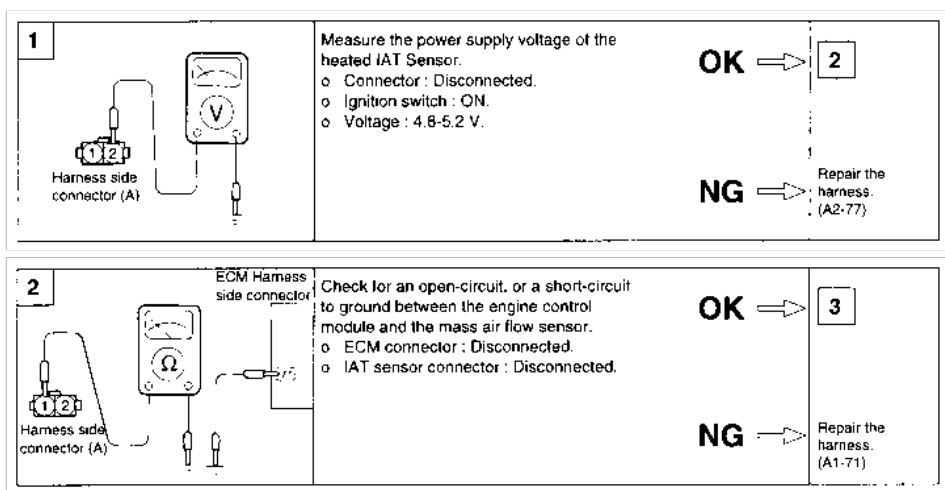 1
Measure the power supply voltage of the
heated IAT Sensor.
o Connector : Disconnected.
o Ignition switch : ON.
o Voltage : 4.8-5.2 V.
OK
2
V
1 2
Harness side
connector (A)
NG
Repair the
harness.
(A2-77)
2
ECM Harness
side connector
Check for an open-circuit, or a short-circuit
to ground between the engine control
module and the mass air flow sensor.
o ECM connector : Disconnected.
o IAT sensor connector : Disconnected.
OK
3
Ω
1 2
Harness side
connector (A)
NG
Repair the
harness.
(A1-71)